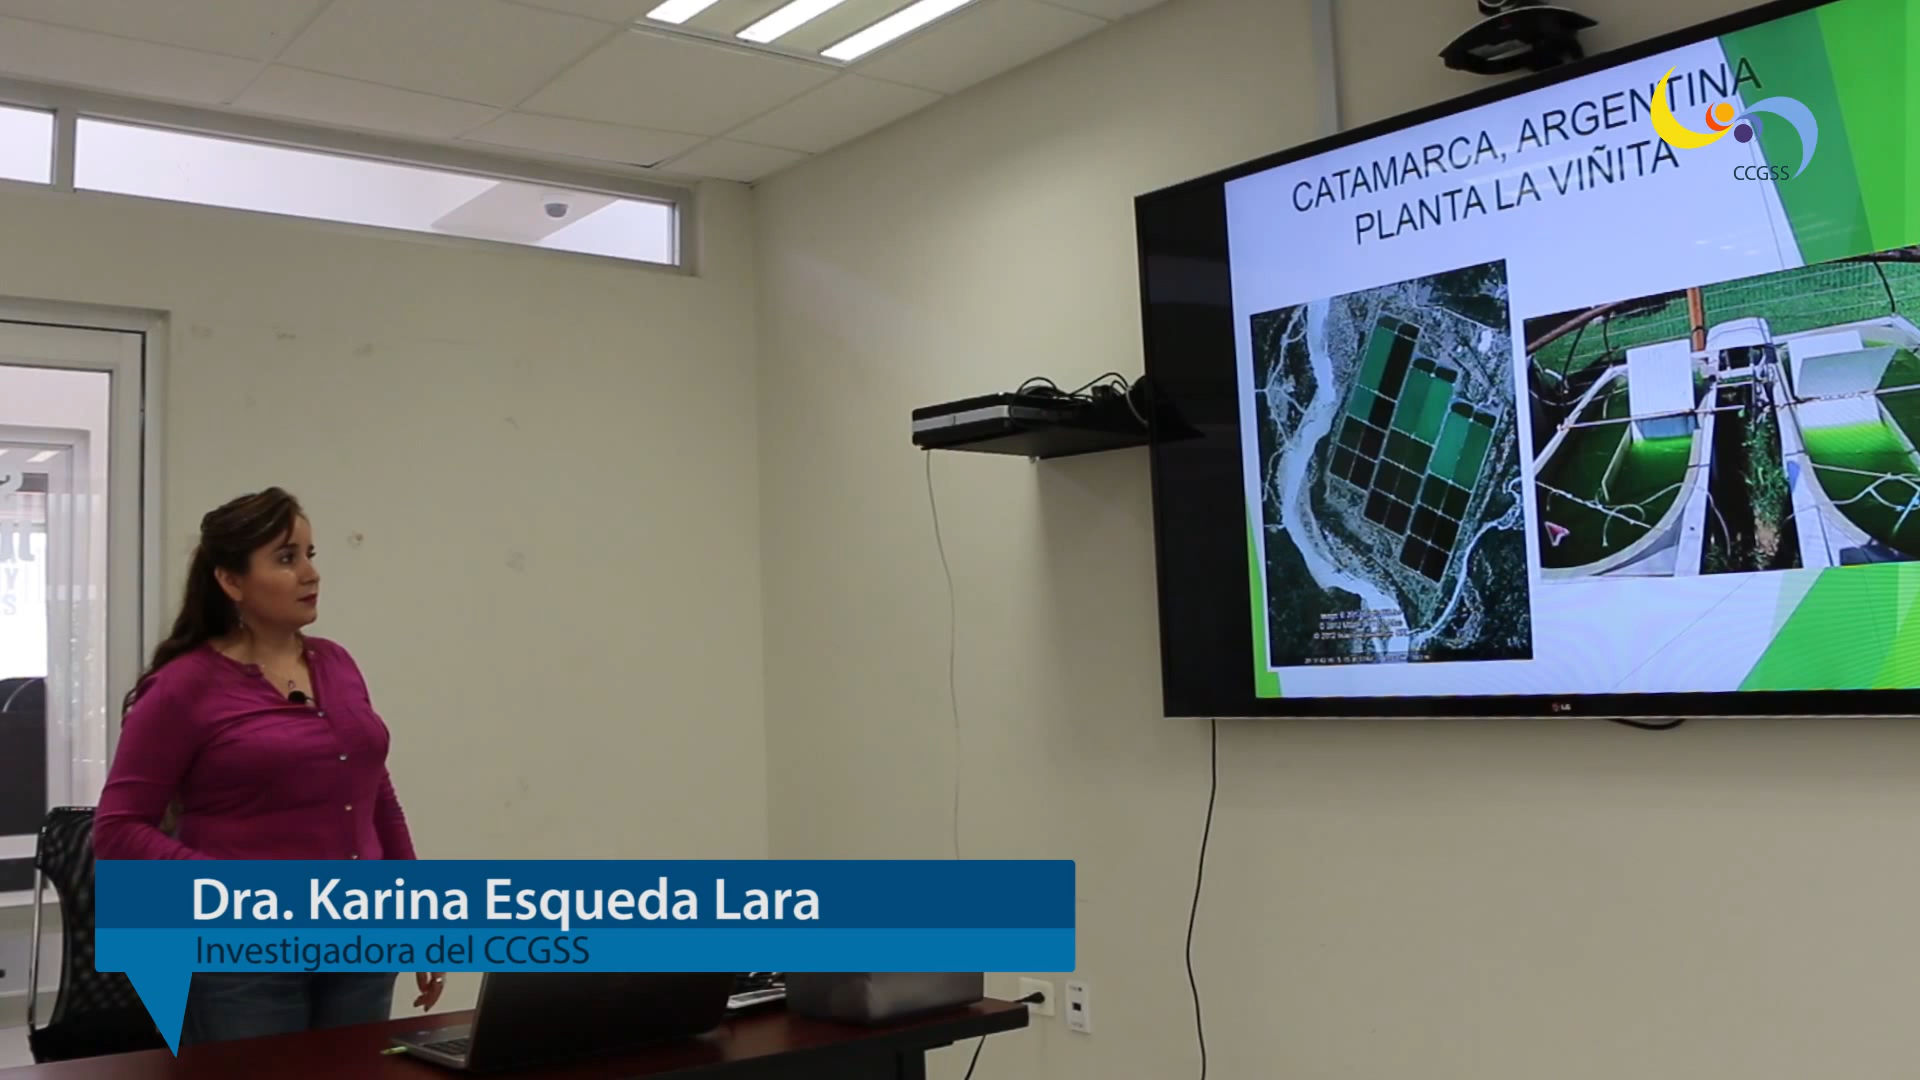 CATAMARCA, ARGENTINA
PLANTA LA VIÑITA
CCGSS
LG
Dra. Karina Esqueda Lara
Investigadora del CCGSS